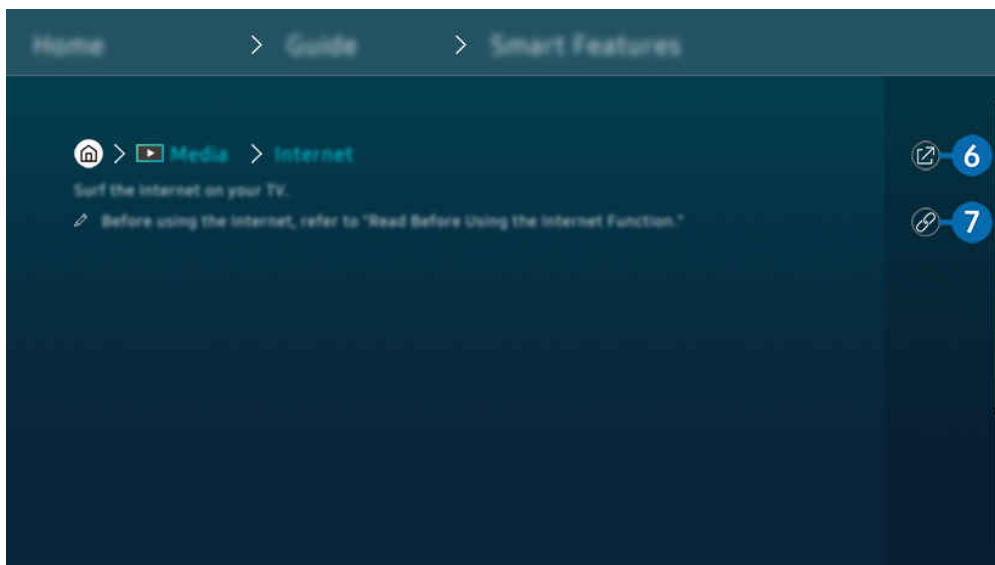 Home > Guide > Smart Features
> Media > Internet
6
Surf the Internet on your TV.
Before using the Internet, refer to "Read Before Using the Internet Function."
7